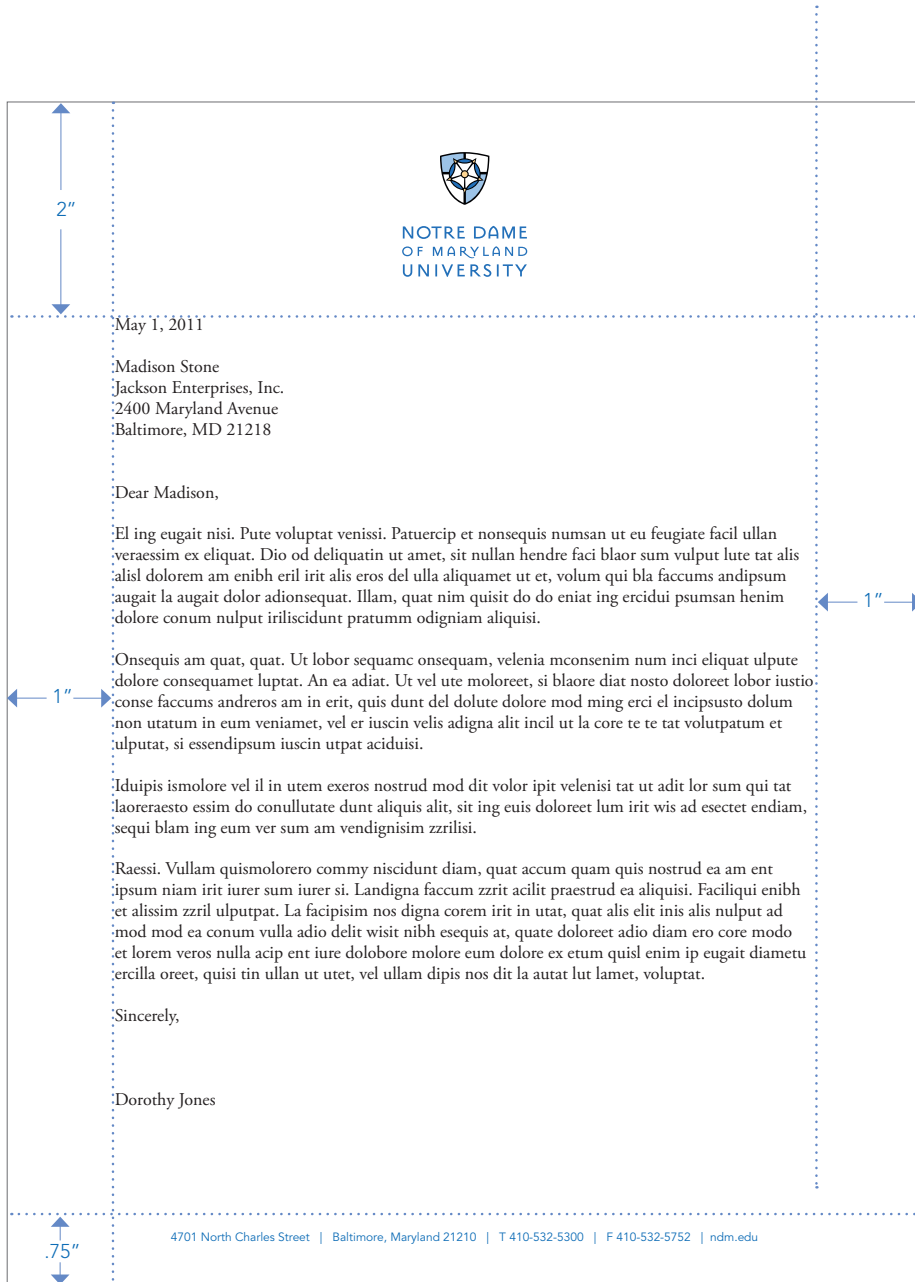 2″
NOTRE DAME
OF MARYLAND
UNIVERSITY
May 1, 2011
Madison Stone
Jackson Enterprises, Inc.
2400 Maryland Avenue
Baltimore, MD 21218
Dear Madison,
El ing eugait nisi. Pute voluptat venissi. Patuercip et nonsequis numsan ut eu feugiate facil ullan
veraessim ex eliquat. Dio od deliquatin ut amet, sit nullan hendre faci blaor sum vulput lute tat alis
alisl dolorem am enibh eril irit alis eros del ulla aliquamet ut et, volum qui bla faccums andipsum
augait la augait dolor adionsequat. Illam, quat nim quisit do do eniat ing ercidui psumsan henim
dolore conum nulput iriliscidunt pratumm odigniam aliquisi.
1″
Onsequis am quat, quat. Ut lobor sequamc onsequam, velenia mconsenim num inci eliquat ulpute
dolore consequamet luptat. An ea adiat. Ut vel ute moloreet, si blaore diat nosto doloreet lobor iustio
1″
conse faccums andreros am in erit, quis dunt del dolute dolore mod ming erci el incipsusto dolum
non utatum in eum veniamet, vel er iuscin velis adigna alit incil ut la core te te tat volutpatum et
ulputat, si essendipsum iuscin utpat aciduisi.
Iduipis ismolore vel il in utem exeros nostrud mod dit volor ipit velenisi tat ut adit lor sum qui tat
laoreraesto essim do conullutate dunt aliquis alit, sit ing euis doloreet lum irit wis ad esectet endiam,
sequi blam ing eum ver sum am vendignisim zzrilisi.
Raessi. Vullam quismolorero commy niscidunt diam, quat accum quam quis nostrud ea am ent
ipsum niam irit iurer sum iurer si. Landigna faccum zzrit acilit praestrud ea aliquisi. Faciliqui enibh
et alissim zzril ulputpat. La facipisim nos digna corem irit in utat, quat alis elit inis alis nulput ad
mod mod ea conum vulla adio delit wisit nibh esequis at, quate doloreet adio diam ero core modo
et lorem veros nulla acip ent iure dolobore molore eum dolore ex etum quisl enim ip eugait diametu
ercilla oreet, quisi tin ullan ut utet, vel ullam dipis nos dit la autat lut lamet, voluptat.
Sincerely,
Dorothy Jones
4701 North Charles Street | Baltimore, Maryland 21210 | T 410-532-5300 | F 410-532-5752 | ndm.edu
.75″